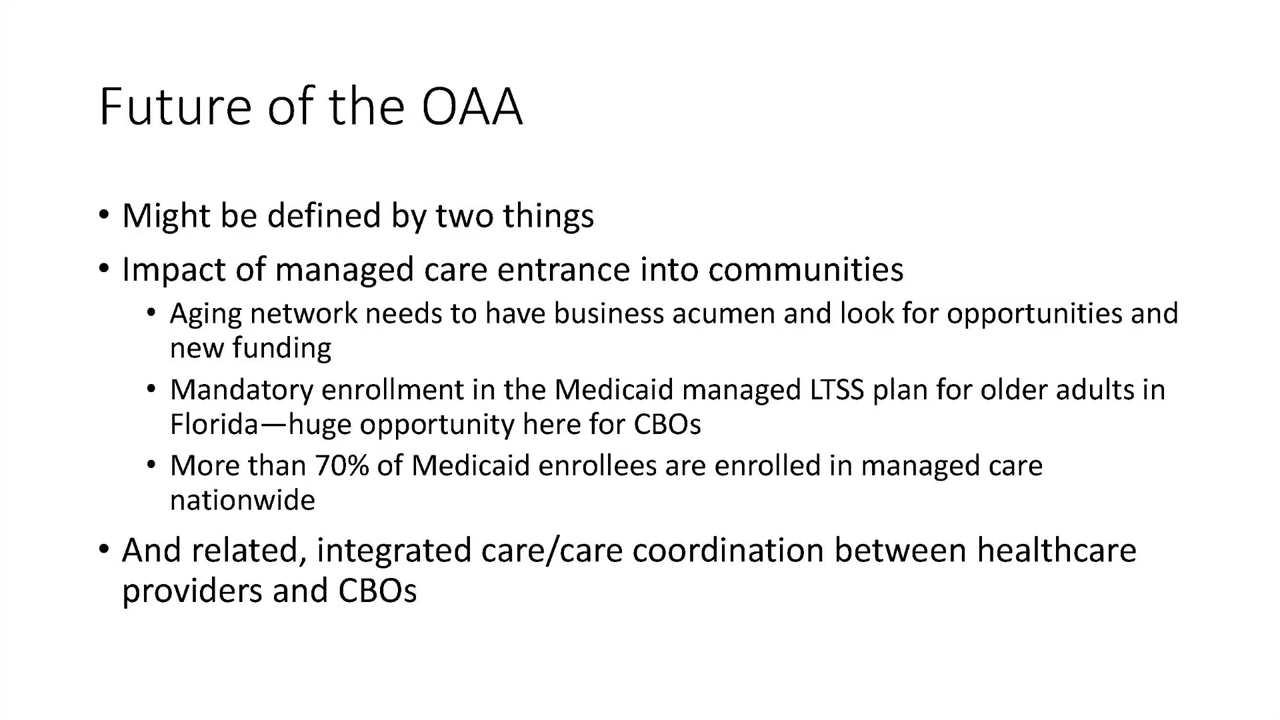 Future of the OAA
• Might be defined by two things
• Impact of managed care entrance into communities
• Aging network needs to have business acumen and look for opportunities and
new funding
• Mandatory enrollment in the Medicaid managed LTSS plan for older adults in
Florida—huge opportunity here for CBOs
• More than 70% of Medicaid enrollees are enrolled in managed care
nationwide
• And related, integrated care/care coordination between healthcare
providers and CBOs